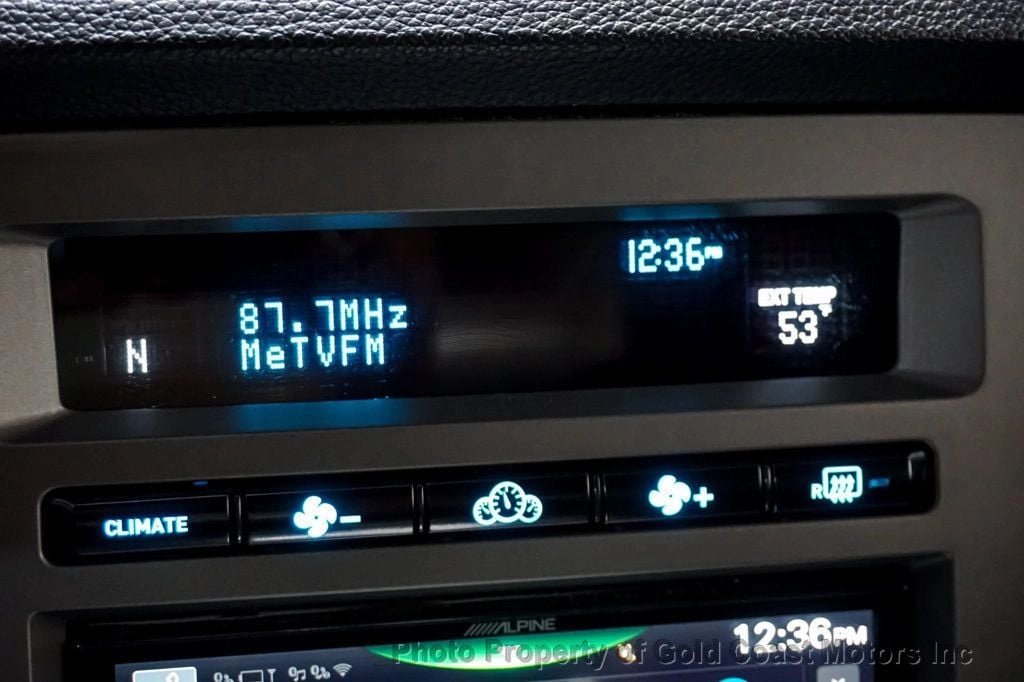 12:36PM
87.7MHz
EXT TEMP
53°F
N
MeTVFM
CLIMATE
-
+
R
ALPINE
12:36PM
Photo Property of Gold Coast Motors Inc